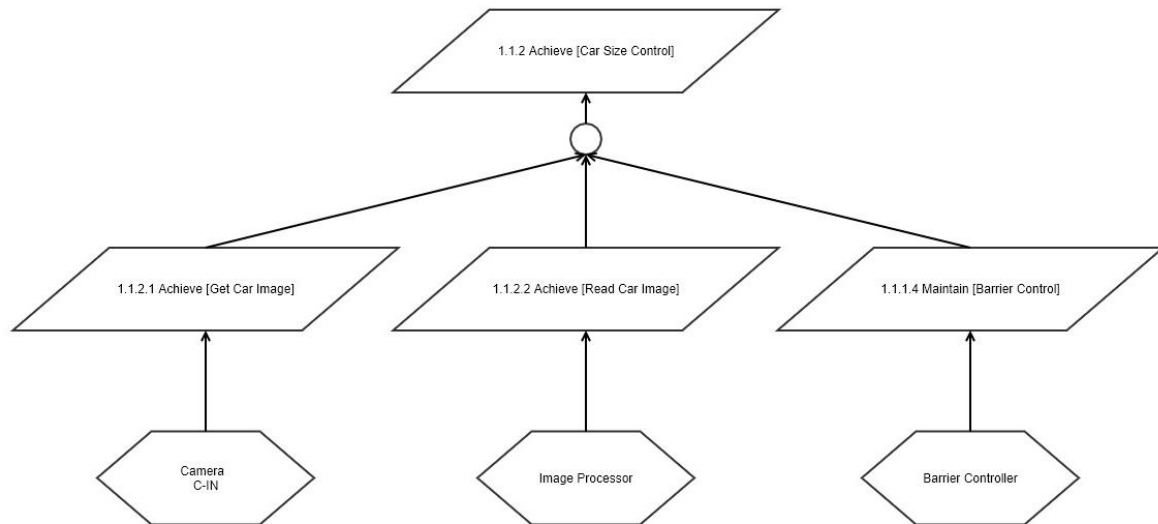 1.1.2 Achieve [Car Size Control]
1.1.2.1 Achieve [Get Car Image]
1.1.2.2 Achieve [Read Car Image]
1.1.1.4 Maintain [Barrier Control]
Camera
C-IN
Image Processor
Barrier Controller